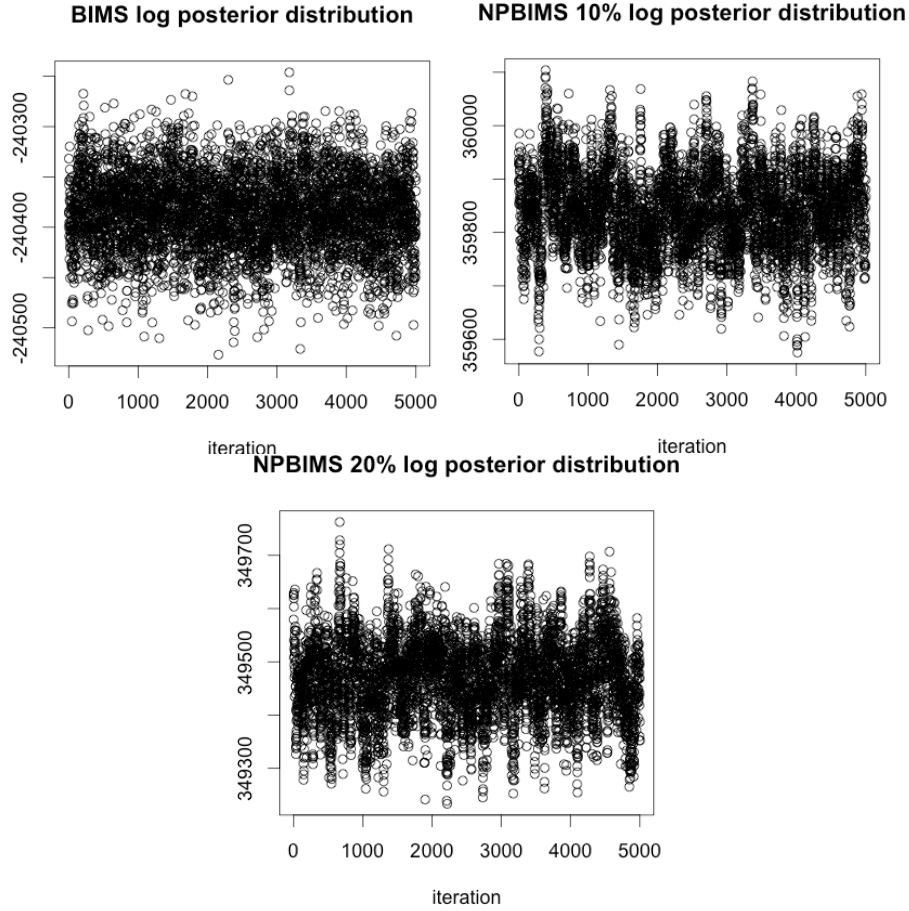 BIMS log posterior distribution
-240300
-240400
-240500
0 1000 2000 3000 4000 5000
iteration
NPBIMS 10% log posterior distribution
360000
359800
359600
0 1000 2000 3000 4000 5000
iteration
NPBIMS 20% log posterior distribution
349700
349500
349300
0 1000 2000 3000 4000 5000
iteration